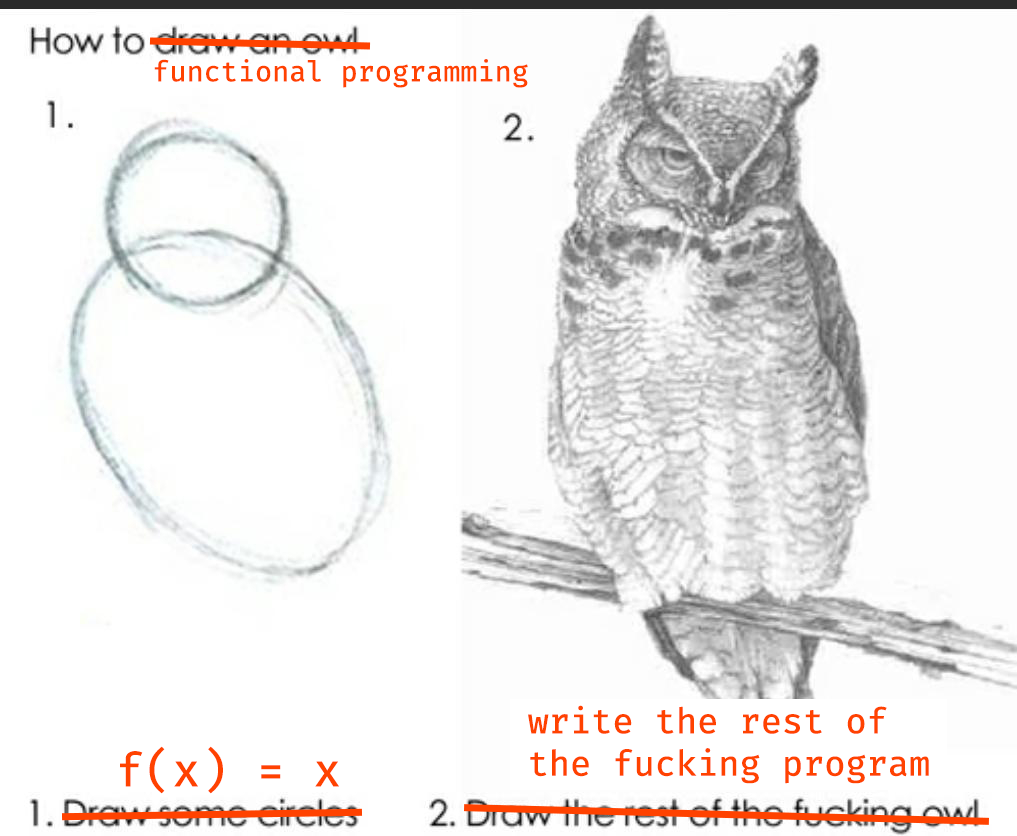 How to draw an owl
functional programming
1.
2.
write the rest of
the fucking program
f(x) = x
1. Draw some circles
2. Draw the rest of the fucking owl